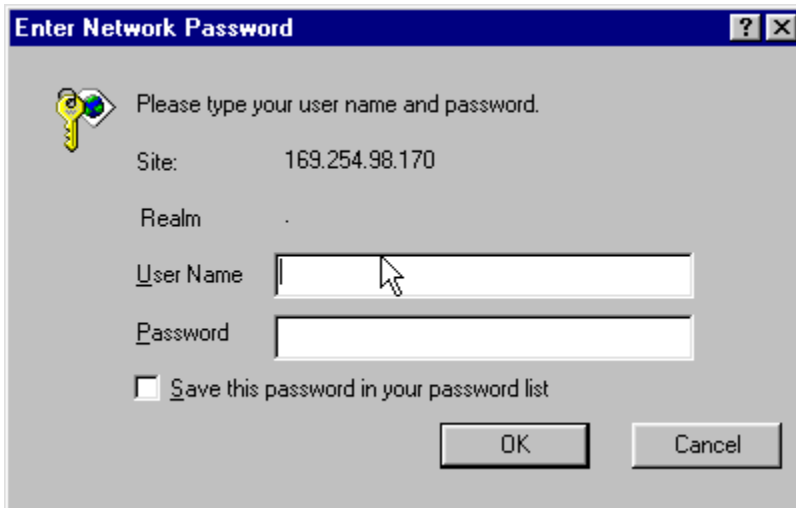 Enter Network Password
Please type your user name and password.
Site: 169.254.98.170
Realm .
User Name
Password
Save this password in your password list
OK Cancel